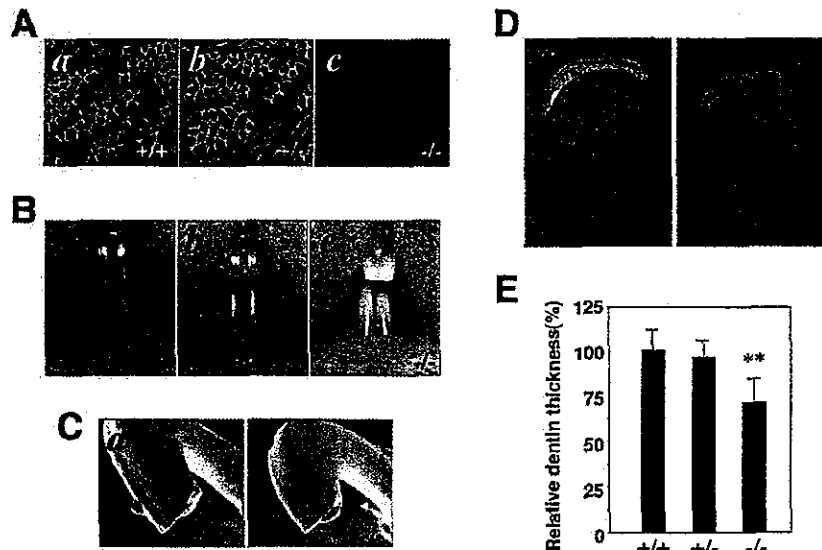 A
a
b
c
+/+
+/-
-/-
B
-/-
C
a
D
E
Relative dentin thickness(%)
125
100
75
50
25
0
**
+/+
+/-
-/-